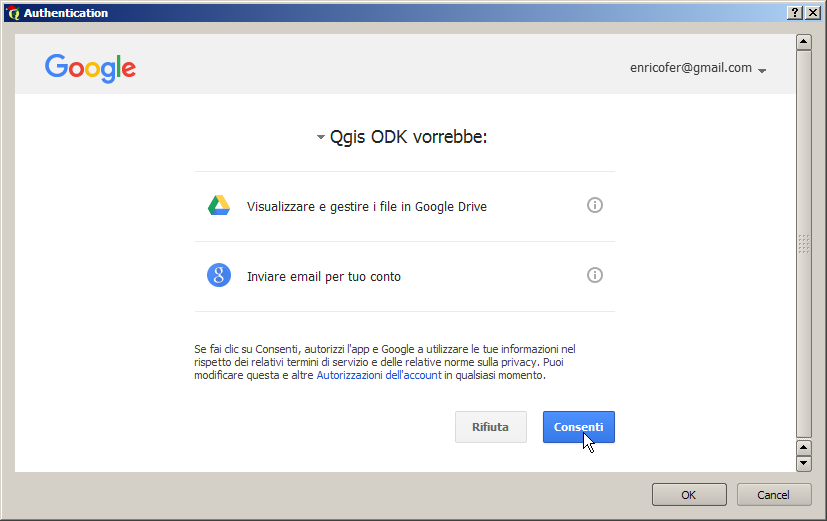 Authentication
Google
enricofer@gmail.com
Qgis ODK vorrebbe:
Visualizzare e gestire i file in Google Drive
Inviare email per tuo conto
Se fai clic su Consenti, autorizzi l'app e Google a utilizzare le tue informazioni nel
rispetto dei relativi termini di servizio e delle relative norme sulla privacy. Puoi
modificare questa e altre Autorizzazioni dell'account in qualsiasi momento.
Rifiuta
Consenti
OK
Cancel